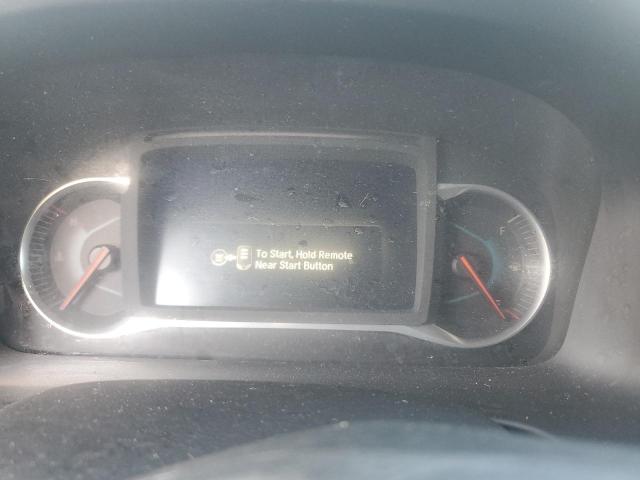 To Start, Hold Remote
Near Start Button
F